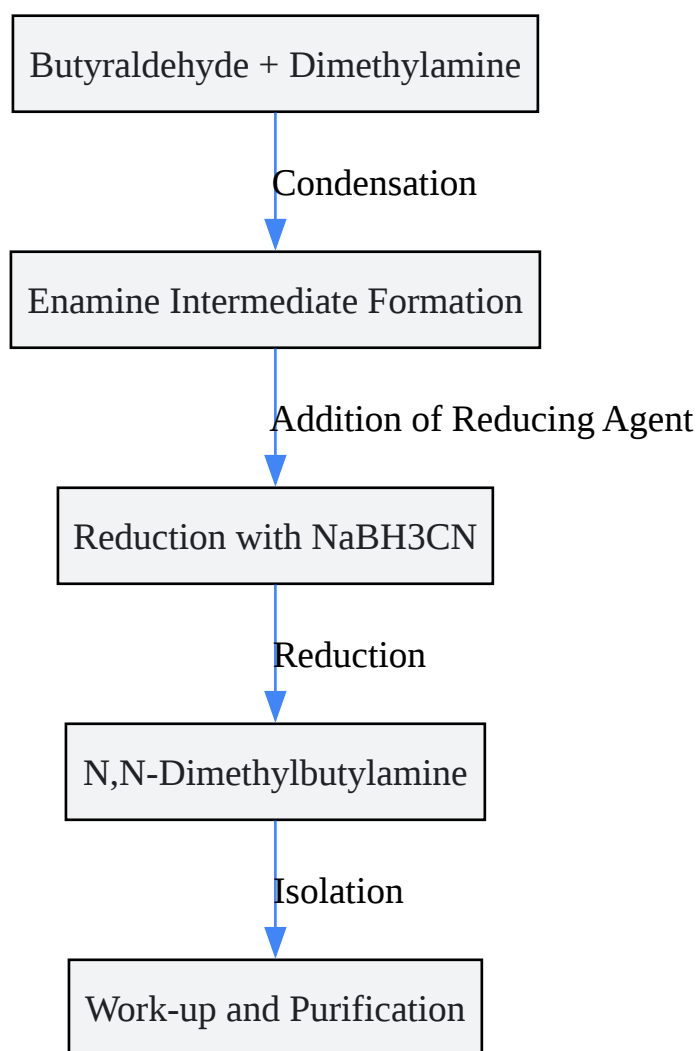 Butyraldehyde + Dimethylamine
Condensation
Enamine Intermediate Formation
Addition of Reducing Agent
Reduction with NaBH3CN
Reduction
N,N-Dimethylbutylamine
Isolation
Work-up and Purification